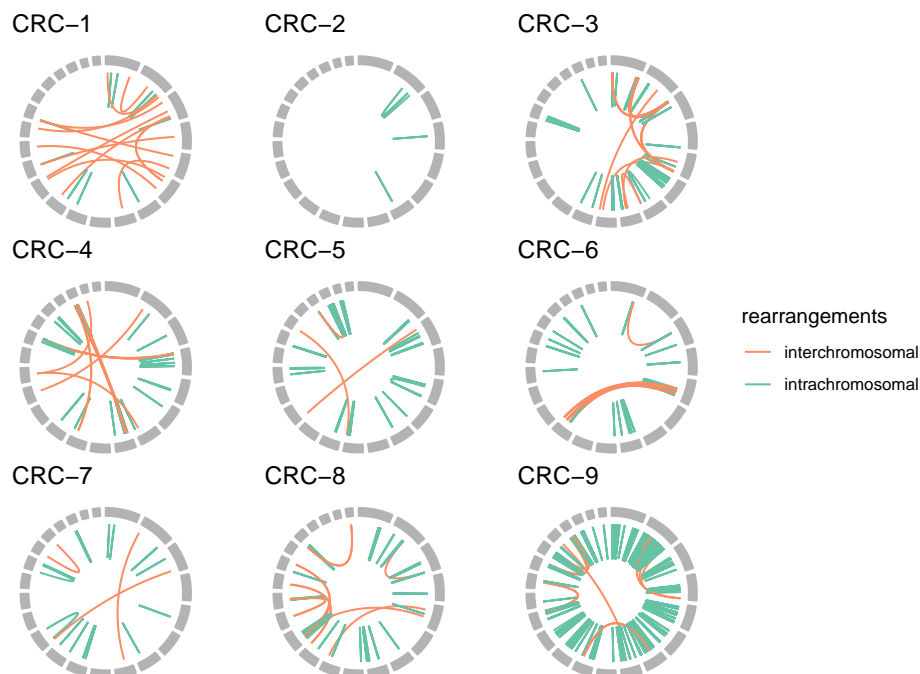 CRC−1
CRC−2
CRC−3
CRC−4
CRC−5
CRC−6
rearrangements
interchromosomal
intrachromosomal
CRC−7
CRC−8
CRC−9